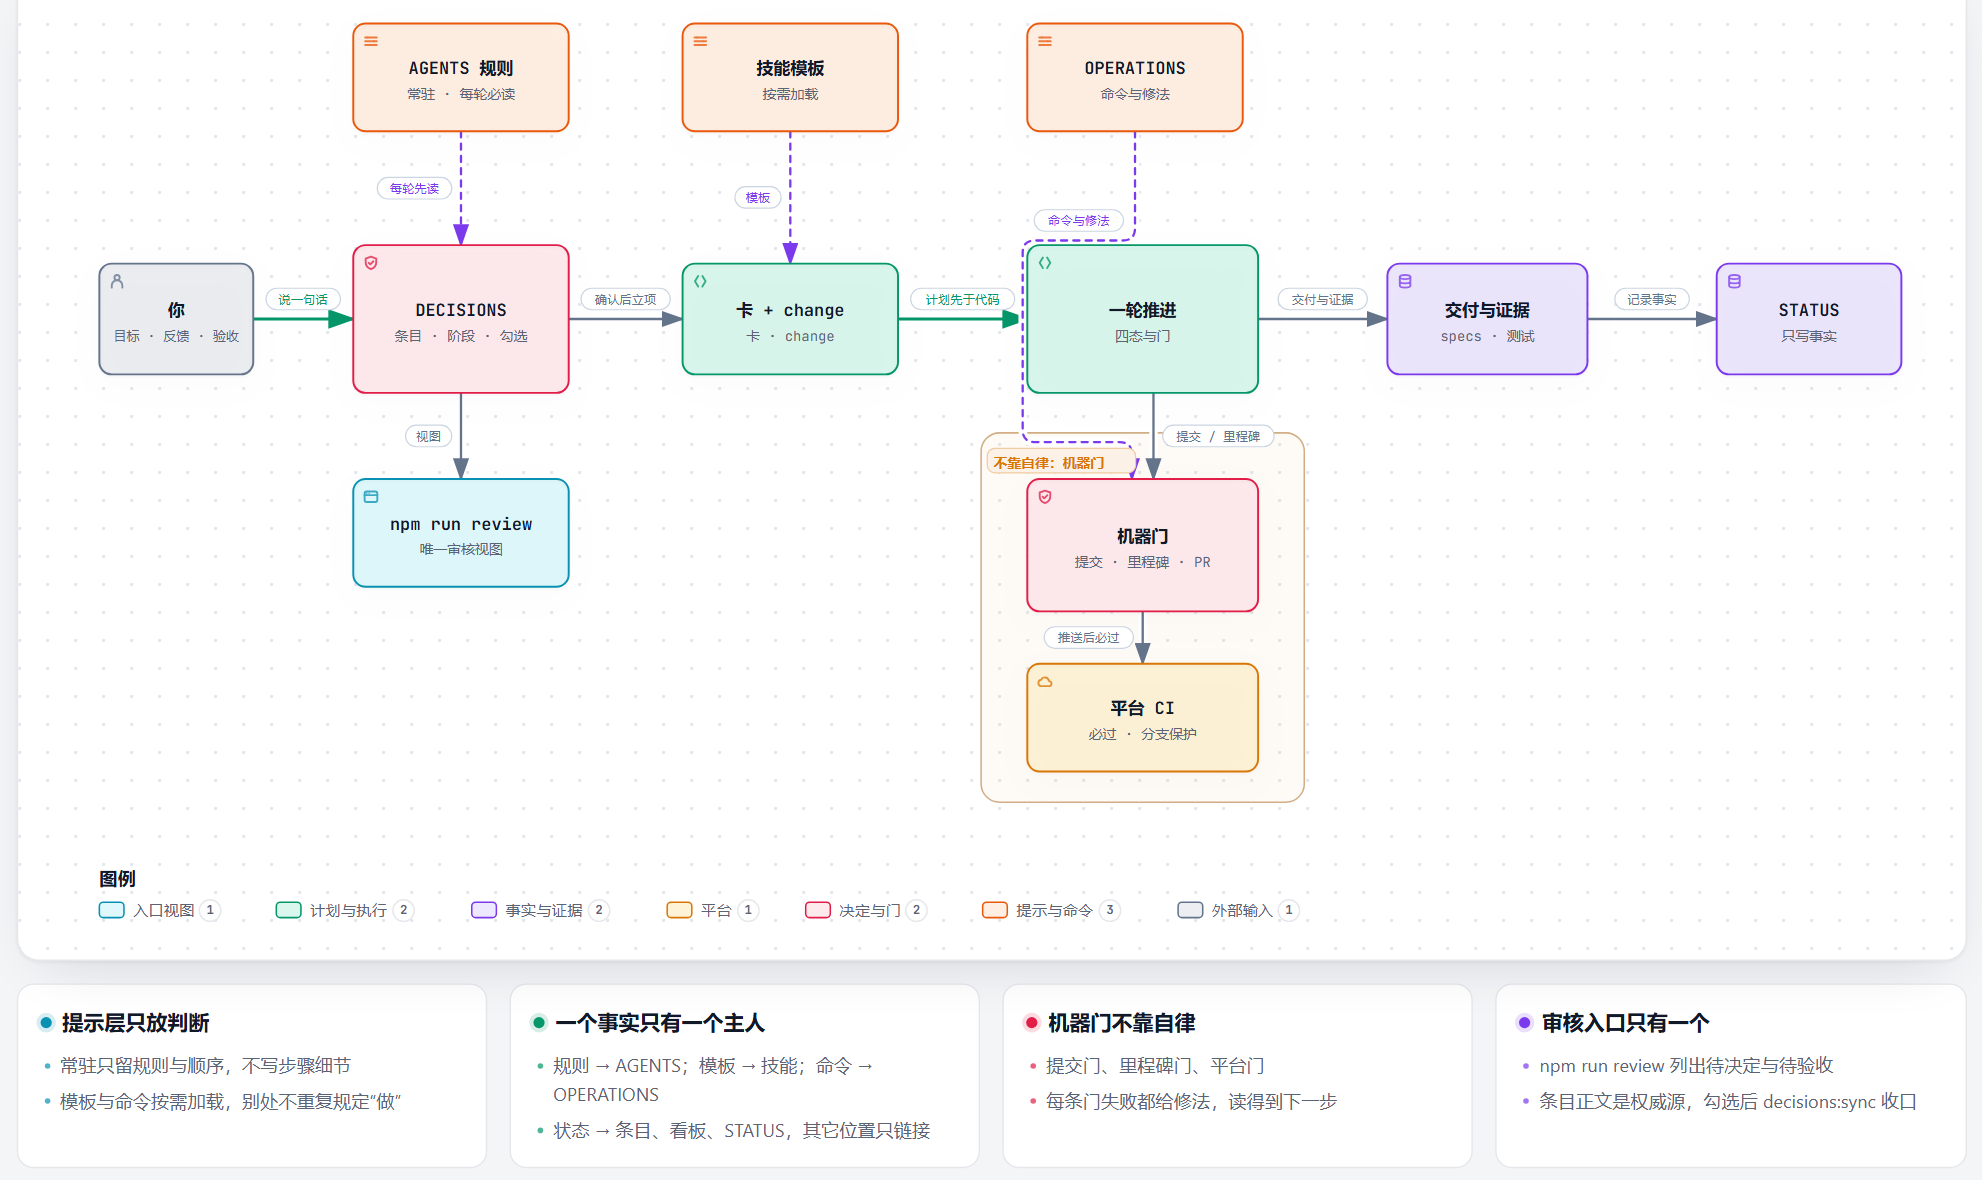 AGENTS 规则
常驻 · 每轮必读
技能模板
按需加载
OPERATIONS
命令与修法
每轮先读
模板
命令与修法
你
目标 · 反馈 · 验收
说一句话
DECISIONS
条目 · 阶段 · 勾选
确认后立项
卡 + change
卡 · change
计划先于代码
一轮推进
四态与门
交付与证据
交付与证据
specs · 测试
记录事实
STATUS
只写事实
视图
提交 / 里程碑
不靠自律：机器门
npm run review
唯一审核视图
机器门
提交 · 里程碑 · PR
推送后必过
平台 CI
必过 · 分支保护
图例
入口视图 1
计划与执行 2
事实与证据 2
平台 1
决定与门 2
提示与命令 3
外部输入 1
提示层只放判断
• 常驻只留规则与顺序，不写步骤细节
• 模板与命令按需加载，别处不重复规定“做”
一个事实只有一个主人
• 规则 → AGENTS；模板 → 技能；命令 →
OPERATIONS
• 状态 → 条目、看板、STATUS，其它位置只链接
机器门不靠自律
• 提交门、里程碑门、平台门
• 每条门失败都给修法，读得到下一步
审核入口只有一个
• npm run review 列出待决定与待验收
• 条目正文是权威源，勾选后 decisions:sync 收口